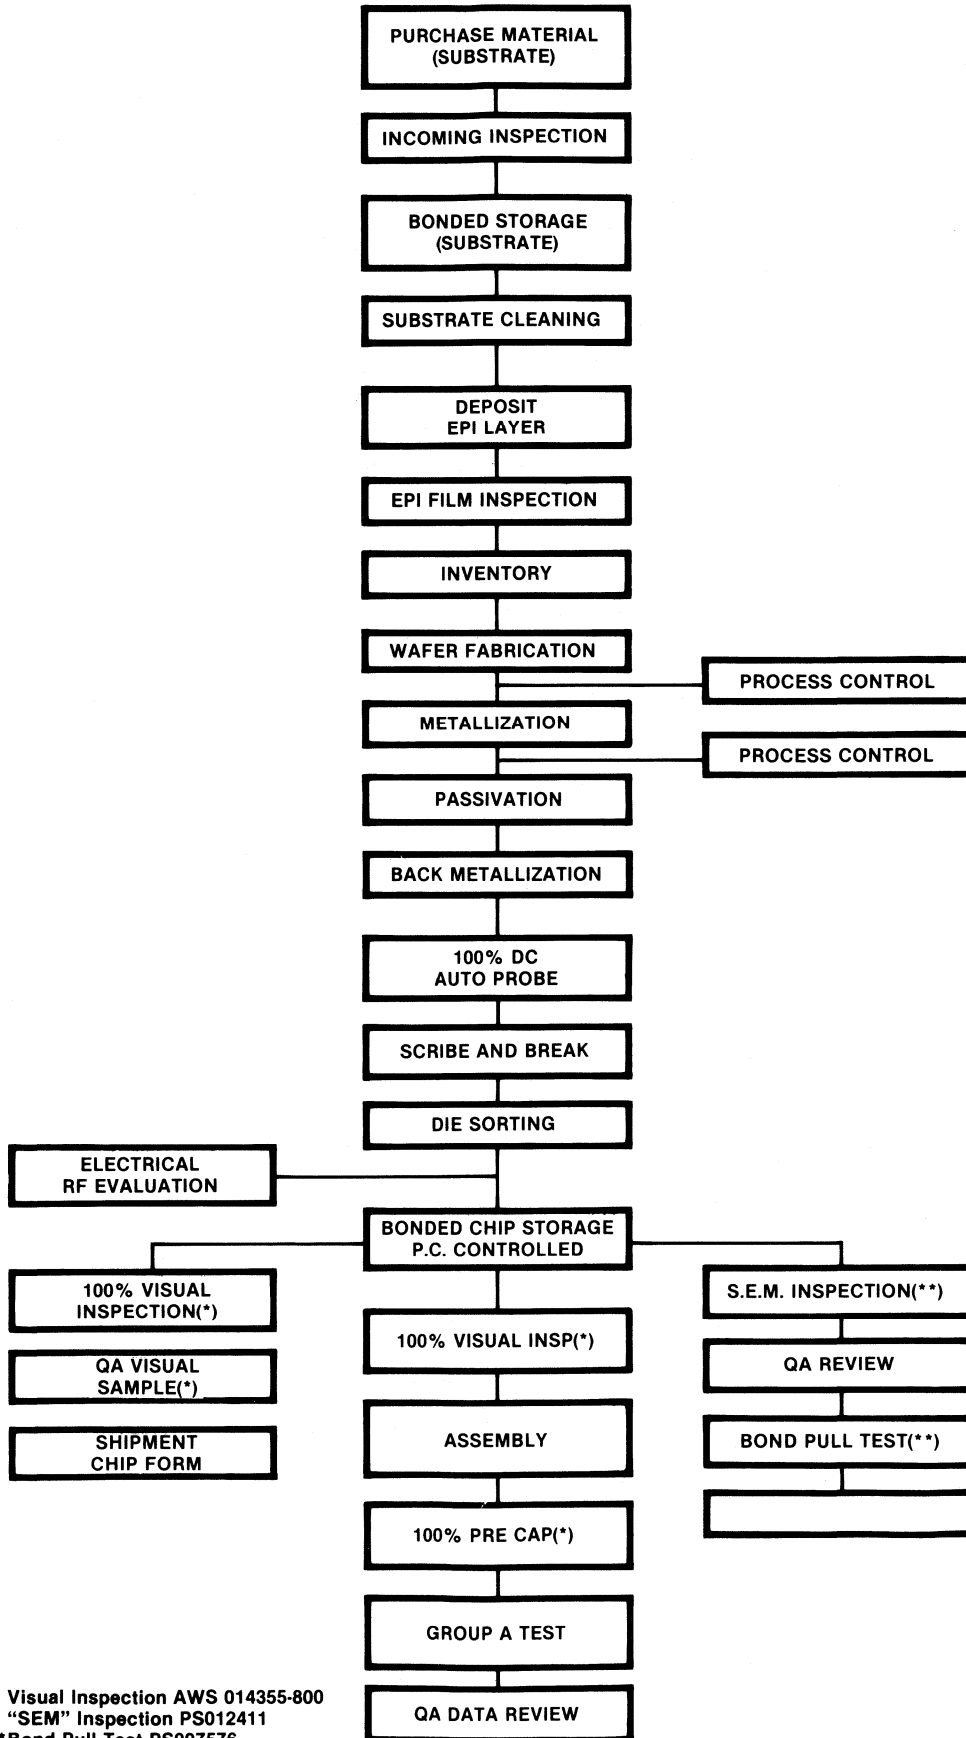 PURCHASE MATERIAL
(SUBSTRATE)
INCOMING INSPECTION
BONDED STORAGE
(SUBSTRATE)
SUBSTRATE CLEANING
DEPOSIT
EPI LAYER
EPI FILM INSPECTION
INVENTORY
WAFER FABRICATION
PROCESS CONTROL
METALLIZATION
PROCESS CONTROL
PASSIVATION
BACK METALLIZATION
100% DC
AUTO PROBE
SCRIBE AND BREAK
DIE SORTING
ELECTRICAL
RF EVALUATION
BONDED CHIP STORAGE
P.C. CONTROLLED
100% VISUAL
INSPECTION(*)
QA VISUAL
SAMPLE(*)
SHIPMENT
CHIP FORM
100% VISUAL INSP(*)
ASSEMBLY
100% PRE CAP(*)
GROUP A TEST
QA DATA REVIEW
S.E.M. INSPECTION(**)
QA REVIEW
BOND PULL TEST(**)
Visual Inspection AWS 014355-800
"SEM" Inspection PS012411
*Bond Pull Test PS007576